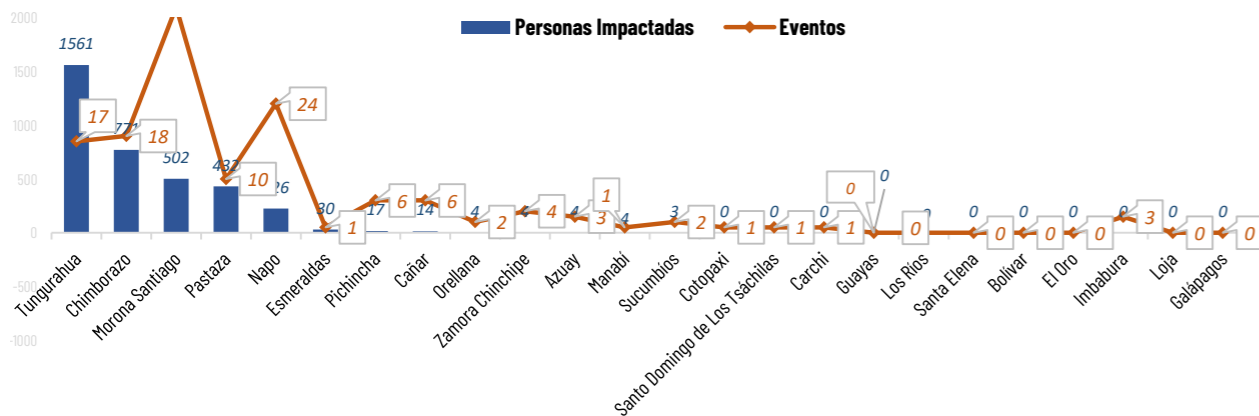 Personas Impactadas Eventos
2000
1500
1000
500
0
-500
-1000
1561
771
502
437
30
17
14
4
4
4
4
3
0
0
0
0
0
0
0
0
0
0
17
18
10
24
1
6
6
2
4
3
1
2
1
1
1
0
0
0
0
0
3
0
0
Tungurahua
Chimborazo
Morona Santiago
Pastaza
Napo
Esmeraldas
Pichincha
Cañar
Orellana
Zamora Chinchipe
Azuay
Manabí
Sucumbíos
Cotopaxi
Santo Domingo de Los Tsáchilas
Carchi
Guayas
Los Ríos
Santa Elena
Bolívar
El Oro
Imbabura
Loja
Galápagos